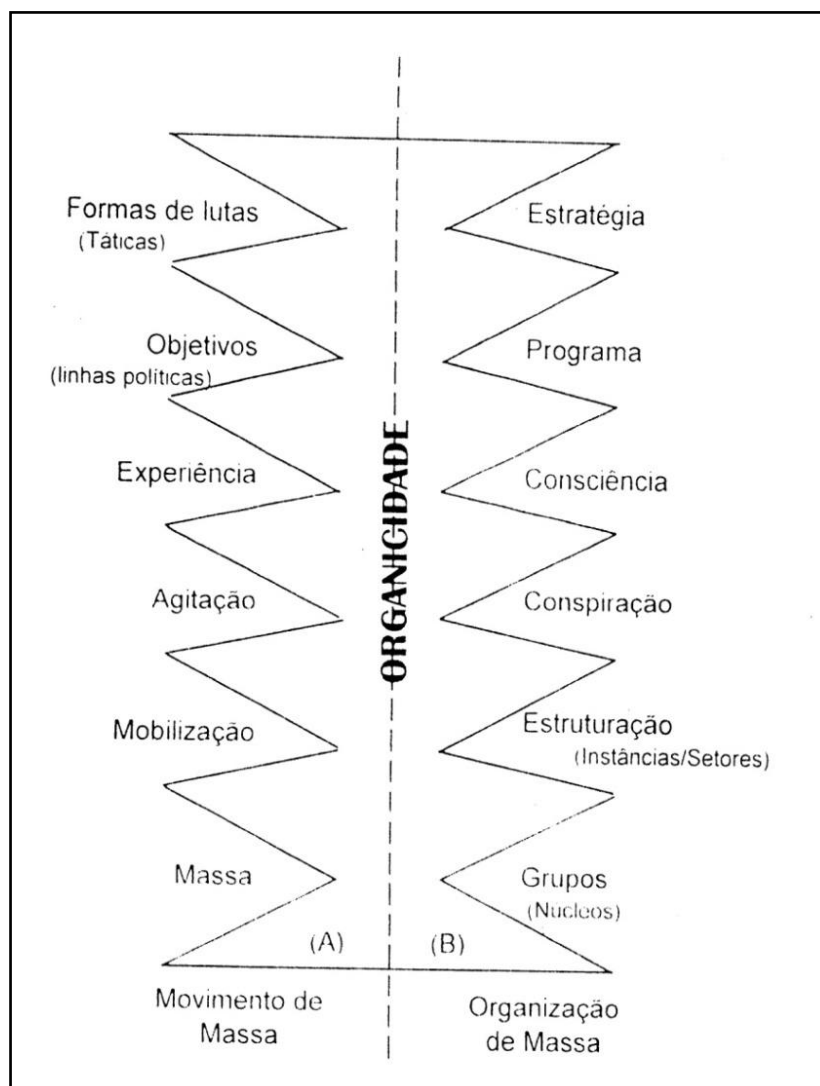 Formas de lutas
(Táticas)
Estratégia
Objetivos
(linhas políticas)
Programa
Experiência
Consciência
ORGANICIDADE
Agitação
Conspiração
Mobilização
Estruturação
(Instâncias/Setores)
Massa
Grupos
(Núcleos)
(A)
(B)
Movimento de
Massa
Organização
de Massa